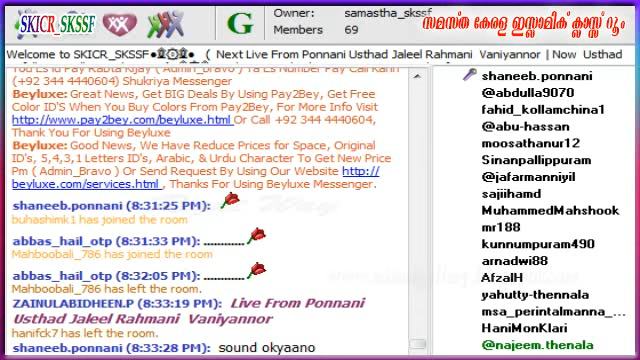 SKICR_SKSSF
G
Owner: samastha_skssf
Members 69
സമസ്ത കേരള ഇസ്ലാമിക് ക്ലാസ്സ് റൂം
Welcome to SKICR_SKSSF ( Next Live From Ponnani Usthad Jaleel Rahmani Vaniyannor | Now Usthad
(+92 344 4440604) Shukriya Messanger
Beyluxe: Great News, Get BIG Deals By Using Pay2Bey, Get Free
Color ID'S When You Buy Colors From Pay2Bey, For More Info Visit
http://www.pay2bey.com/beyluxe.html Or Call +92 344 4440604,
Thank You For Using Beyluxe
Beyluxe: Good News, We Have Reduce Prices for Space, Original
ID's, 5,4,3,1 Letters ID's, Arabic, & Urdu Character To Get New Price
Pm ( Admin_Bravo ) Or Send Request By Using Our Website http://
beyluxe.com/services.html , Thanks For Using Beyluxe Messenger.
shaneeb.ponnani (8:31:25 PM):
buhashimk1 has joined the room
abbas_hail_otp (8:31:33 PM): ............
Mahboobali_786 has joined the room
abbas_hail_otp (8:32:05 PM): ............
Mahboobali_786 has left the room.
ZAINULABIDHEEN.P (8:33:19 PM): Live From Ponnani
Usthad Jaleel Rahmani Vaniyannor
hanifck7 has left the room.
shaneeb.ponnani (8:33:28 PM): sound okyaano
shaneeb.ponnani
@abdulla9070
fahid_kollamchina1
@abu-hassan
moosathanur12
Sinanpallippuram
@jafarmanniyil
sajiihamd
MuhammedMahshook
mr188
kunnumpuram490
arnadwi88
AfzalH
yahutty-thennala
msa_perintalmanna_...
HaniMonKlari
@najeem.thenala